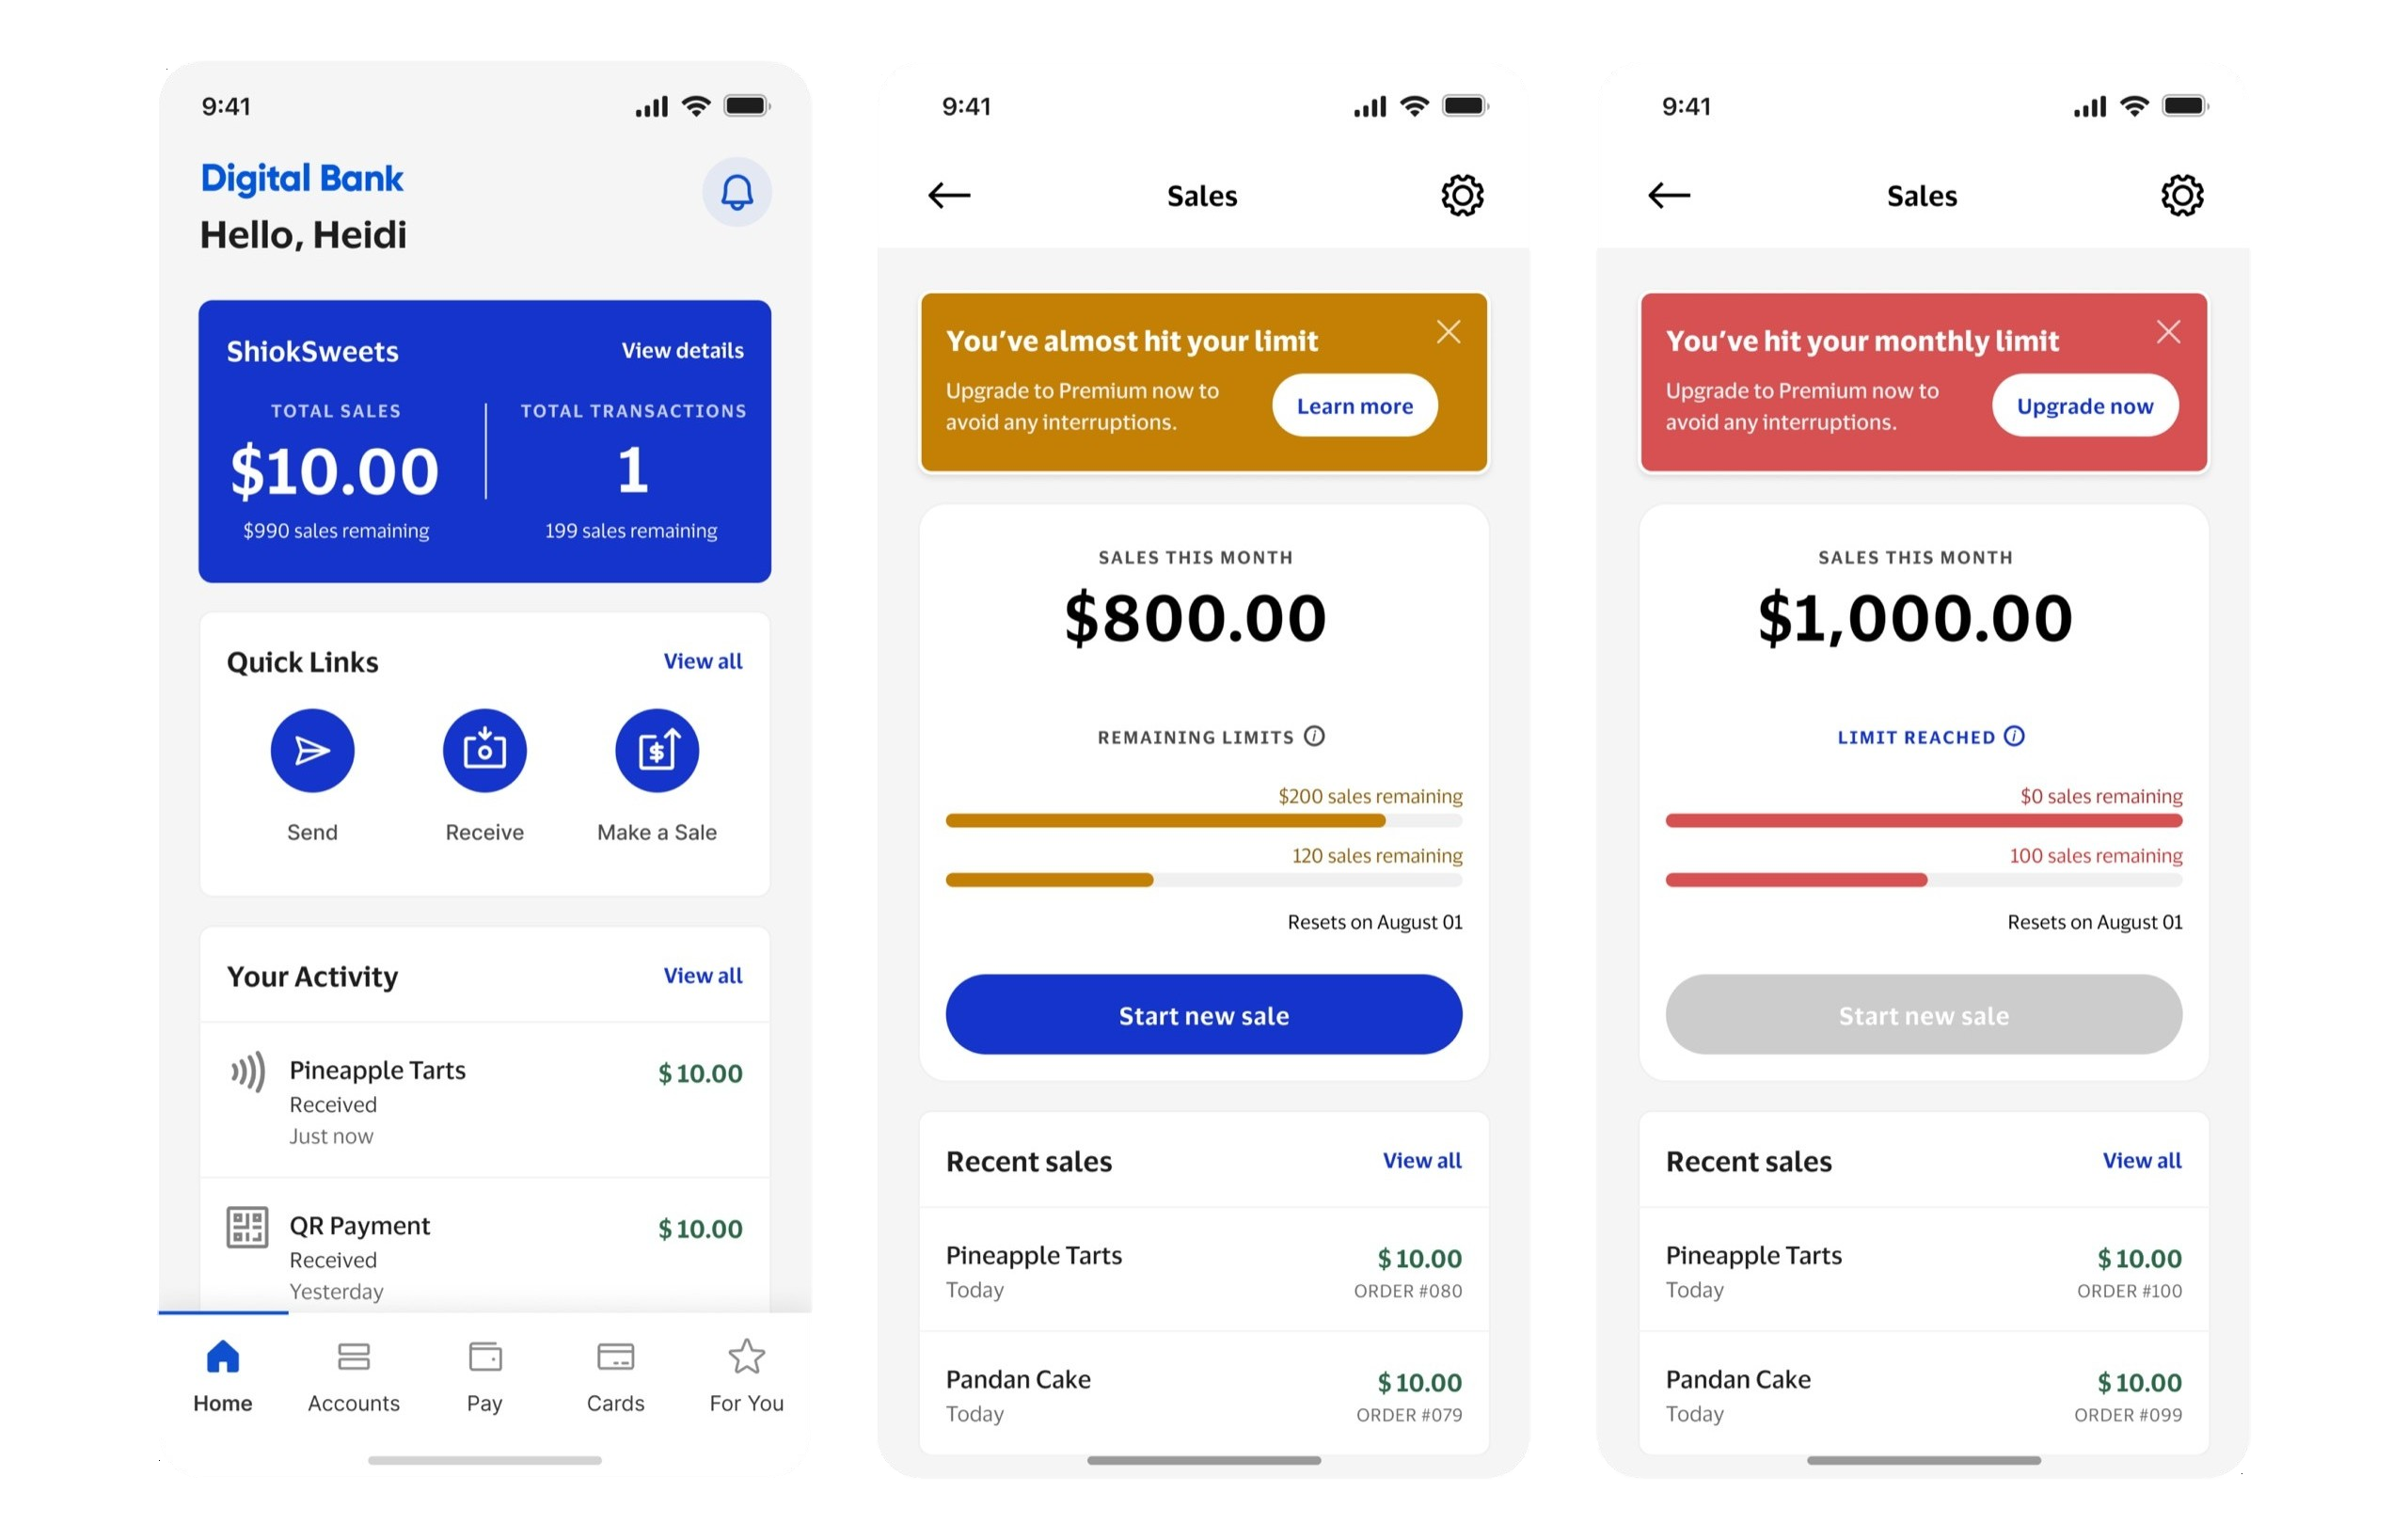 9:41
Digital Bank
Hello, Heidi
ShiokSweets
View details
TOTAL SALES
$10.00
$990 sales remaining
TOTAL TRANSACTIONS
1
199 sales remaining
Quick Links
View all
Send
Receive
Make a Sale
Your Activity
View all
Pineapple Tarts
$10.00
Received
Just now
QR Payment
$10.00
Received
Yesterday
Home
Accounts
Pay
Cards
For You
9:41
Sales
You've almost hit your limit
Upgrade to Premium now to
avoid any interruptions.
Learn more
SALES THIS MONTH
$800.00
REMAINING LIMITS
$200 sales remaining
120 sales remaining
Resets on August 01
Start new sale
Recent sales
View all
Pineapple Tarts
$10.00
Today
ORDER #080
Pandan Cake
$10.00
Today
ORDER #079
9:41
Sales
You've hit your monthly limit
Upgrade to Premium now to
avoid any interruptions.
Upgrade now
SALES THIS MONTH
$1,000.00
LIMIT REACHED
$0 sales remaining
100 sales remaining
Resets on August 01
Start new sale
Recent sales
View all
Pineapple Tarts
$10.00
Today
ORDER #100
Pandan Cake
$10.00
Today
ORDER #099